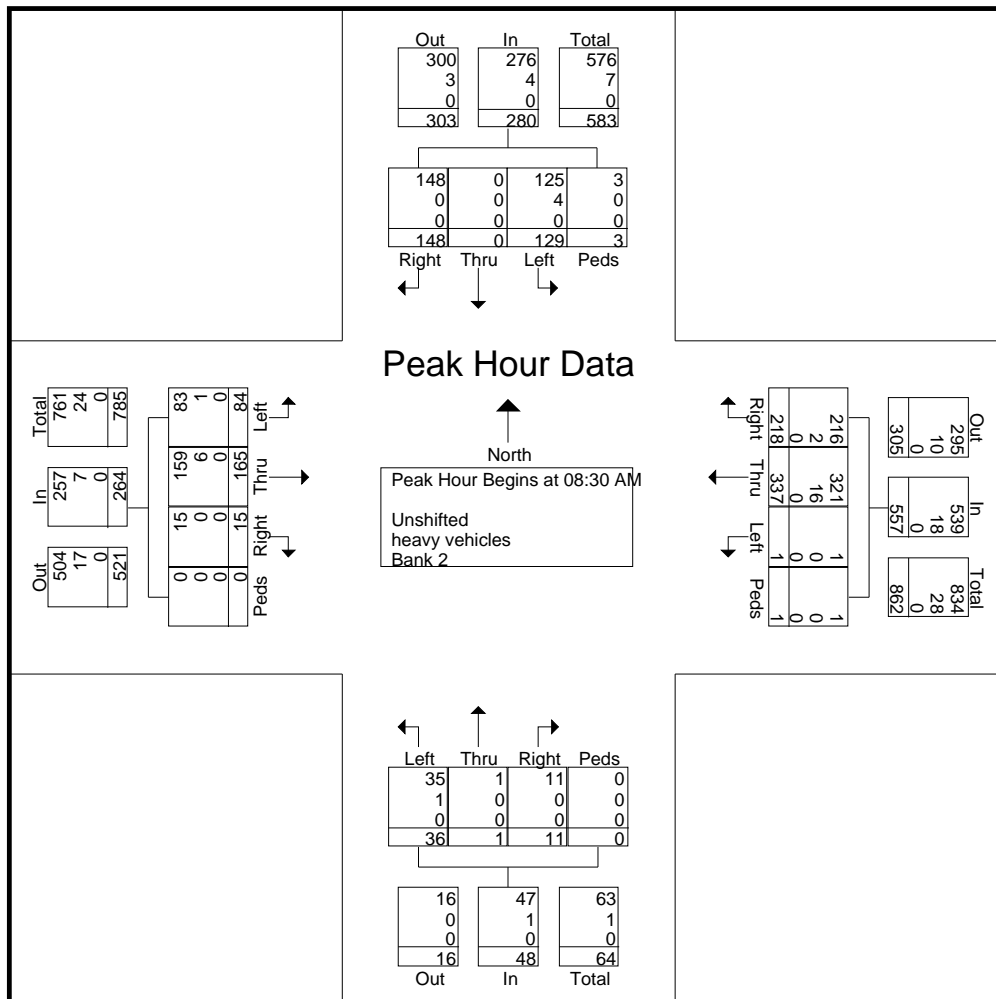 Out In Total
300 276 576
3 4 7
0 0 0
303 280 583
148 0 125 3
0 0 4 0
0 0 0 0
148 0 129 3
Right Thru Left Peds
Peak Hour Data
North
Peak Hour Begins at 08:30 AM
Unshifted
heavy vehicles
Bank 2
Total
761
24
0
785
In
257
7
0
264
Out
504
17
0
521
83
1
0
84
Left
159
6
0
165
Thru
15
0
0
15
Right
0
0
0
0
Peds
Right
218
0
2
216
Thru
337
0
16
321
Left
1
0
0
1
Peds
1
0
0
1
Out
295
10
0
305
In
539
18
0
557
Total
834
28
0
862
Left Thru Right Peds
35 1 11 0
1 0 0 0
0 0 0 0
36 1 11 0
16 47 63
0 1 1
0 0 0
16 48 64
Out In Total